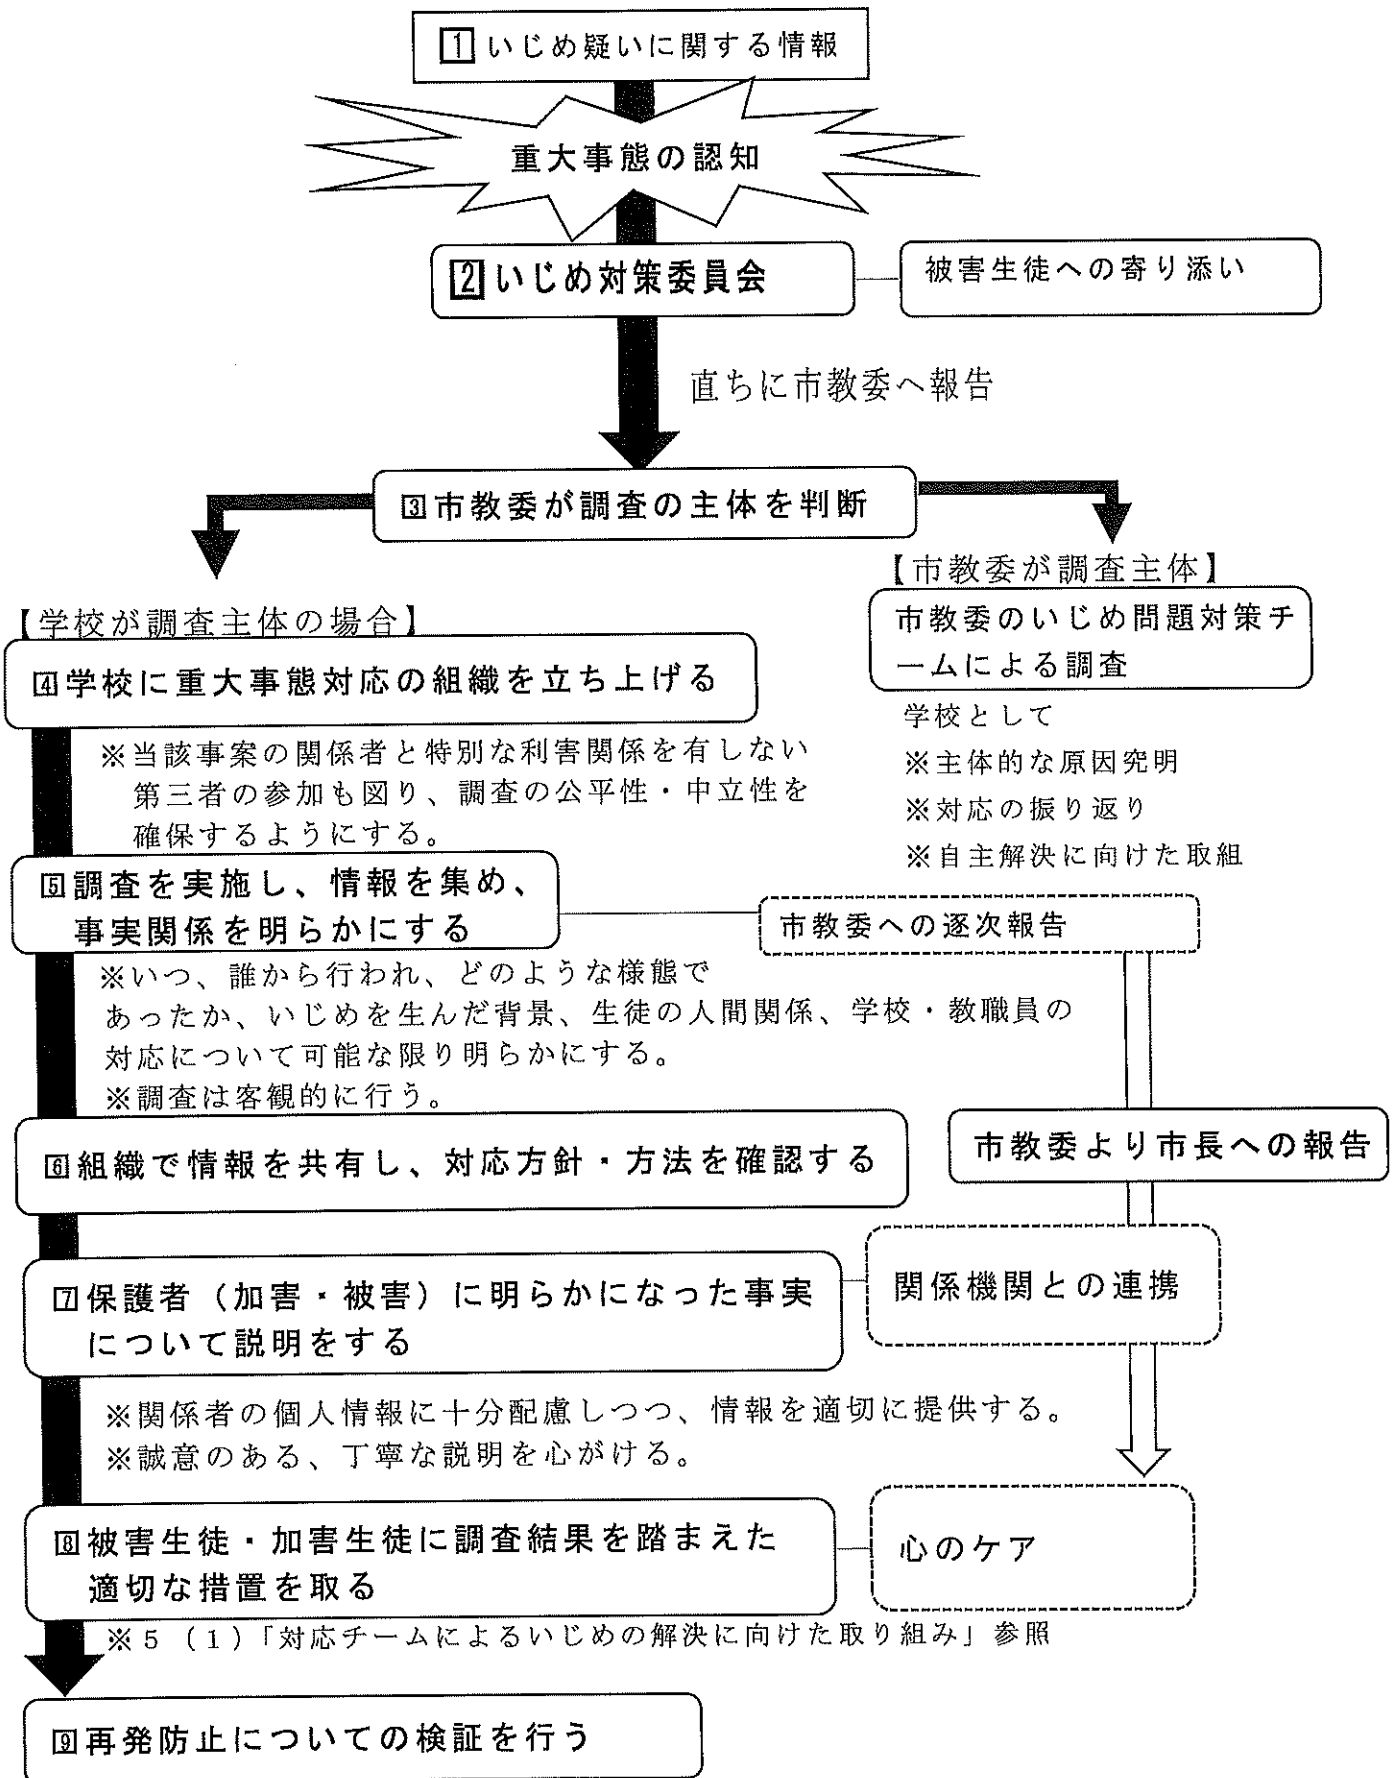 1 いじめ疑いに関する情報
重大事態の認知
2 いじめ対策委員会
被害生徒への寄り添い
直ちに市教委へ報告
3 市教委が調査の主体を判断
【市教委が調査主体】
市教委のいじめ問題対策チ
ームによる調査
学校として
※主体的な原因究明
※対応の振り返り
※自主解決に向けた取組
【学校が調査主体の場合】
4 学校に重大事態対応の組織を立ち上げる
※当該事案の関係者と特別な利害関係を有しない
第三者の参加も図り、調査の公平性・中立性を
確保するようにする。
5 調査を実施し、情報を集め、
事実関係を明らかにする
市教委への逐次報告
※いつ、誰から行われ、どのような様態で
あったか、いじめを生んだ背景、生徒の人間関係、学校・教職員の
対応について可能な限り明らかにする。
※調査は客観的に行う。
6 組織で情報を共有し、対応方針・方法を確認する
市教委より市長への報告
7 保護者（加害・被害）に明らかになった事実
について説明をする
関係機関との連携
※関係者の個人情報に十分配慮しつつ、情報を適切に提供する。
※誠意のある、丁寧な説明を心がける。
8 被害生徒・加害生徒に調査結果を踏まえた
適切な措置を取る
心のケア
※５（１）「対応チームによるいじめの解決に向けた取り組み」参照
9 再発防止についての検証を行う